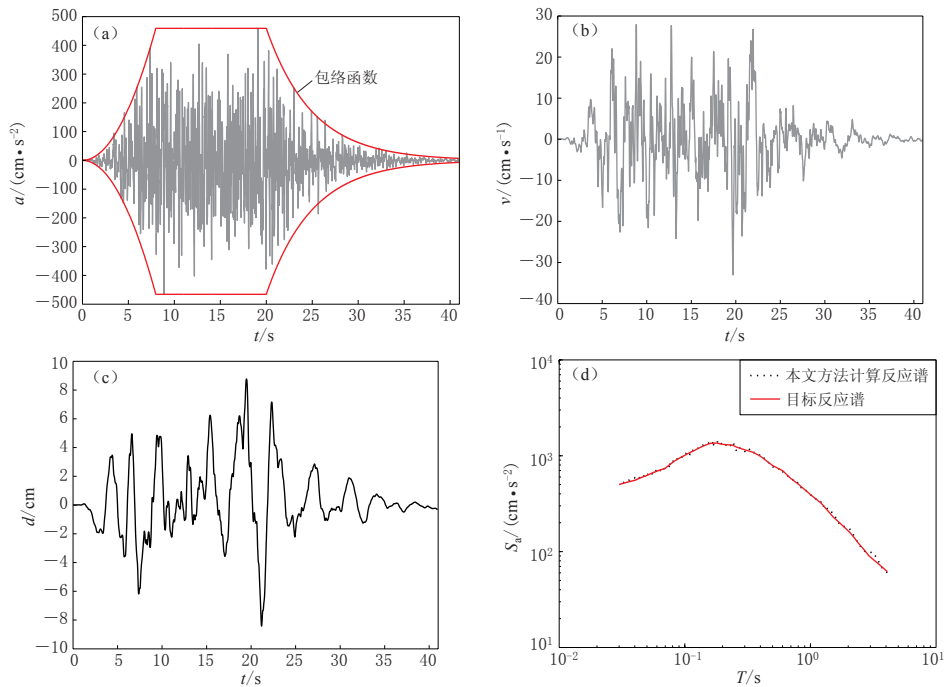 (a)
包络函数
500
400
300
200
100
0
−100
−200
−300
−400
−500
a/(cm·s⁻²)
0 5 10 15 20 25 30 35 40
t/s
(b)
30
20
10
0
−10
−20
−30
−40
v/(cm·s⁻¹)
0 5 10 15 20 25 30 35 40
t/s
(c)
10
8
6
4
2
0
−2
−4
−6
−8
−10
d/cm
0 5 10 15 20 25 30 35 40
t/s
(d)
本文方法计算反应谱
目标反应谱
10⁴
10³
10²
10¹
Sₐ/(cm·s⁻²)
10⁻² 10⁻¹ 10⁰ 10¹
T/s